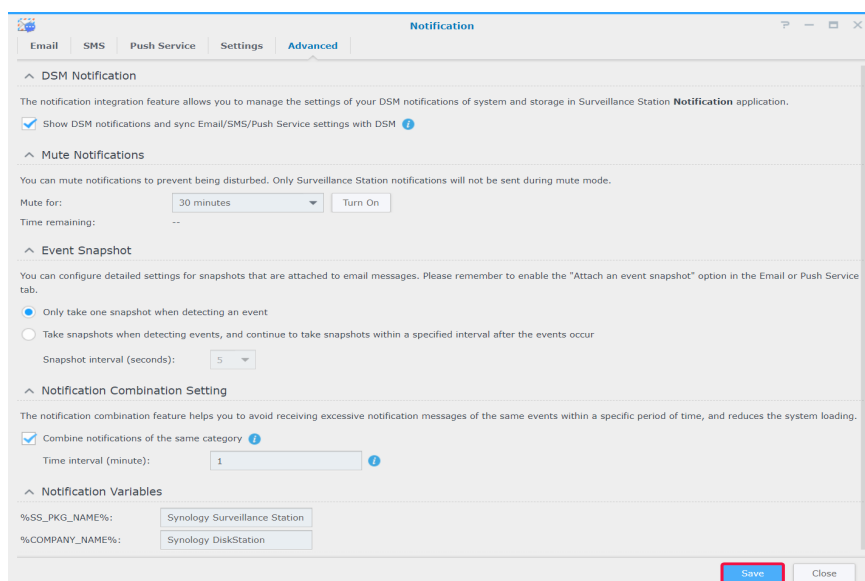 Notification
Email SMS Push Service Settings Advanced
DSM Notification
The notification integration feature allows you to manage the settings of your DSM notifications of system and storage in Surveillance Station Notification application.
Show DSM notifications and sync Email/SMS/Push Service settings with DSM
Mute Notifications
You can mute notifications to prevent being disturbed. Only Surveillance Station notifications will not be sent during mute mode.
Mute for: 30 minutes Turn On
Time remaining: --
Event Snapshot
You can configure detailed settings for snapshots that are attached to email messages. Please remember to enable the "Attach an event snapshot" option in the Email or Push Service
tab.
Only take one snapshot when detecting an event
Take snapshots when detecting events, and continue to take snapshots within a specified interval after the events occur
Snapshot interval (seconds): 5
Notification Combination Setting
The notification combination feature helps you to avoid receiving excessive notification messages of the same events within a specific period of time, and reduces the system loading.
Combine notifications of the same category
Time interval (minute): 1
Notification Variables
%SS_PKG_NAME%: Synology Surveillance Station
%COMPANY_NAME%: Synology DiskStation
Save Close